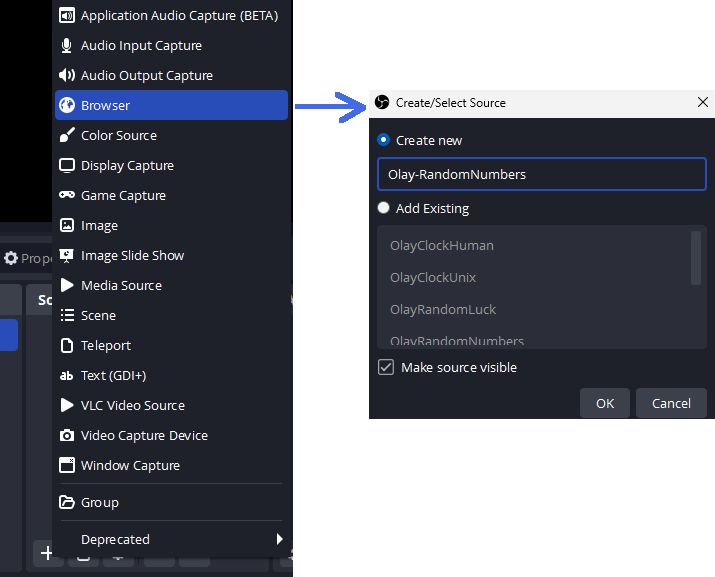 Application Audio Capture (BETA)
Audio Input Capture
Audio Output Capture
Browser
Color Source
Display Capture
Game Capture
Image
Image Slide Show
Media Source
Scene
Teleport
ab Text (GDI+)
VLC Video Source
Video Capture Device
Window Capture
Group
Deprecated
Create/Select Source
Create new
Olay-RandomNumbers
Add Existing
OlayClockHuman
OlayClockUnix
OlayRandomLuck
OlayRandomNumbers
Make source visible
OK Cancel